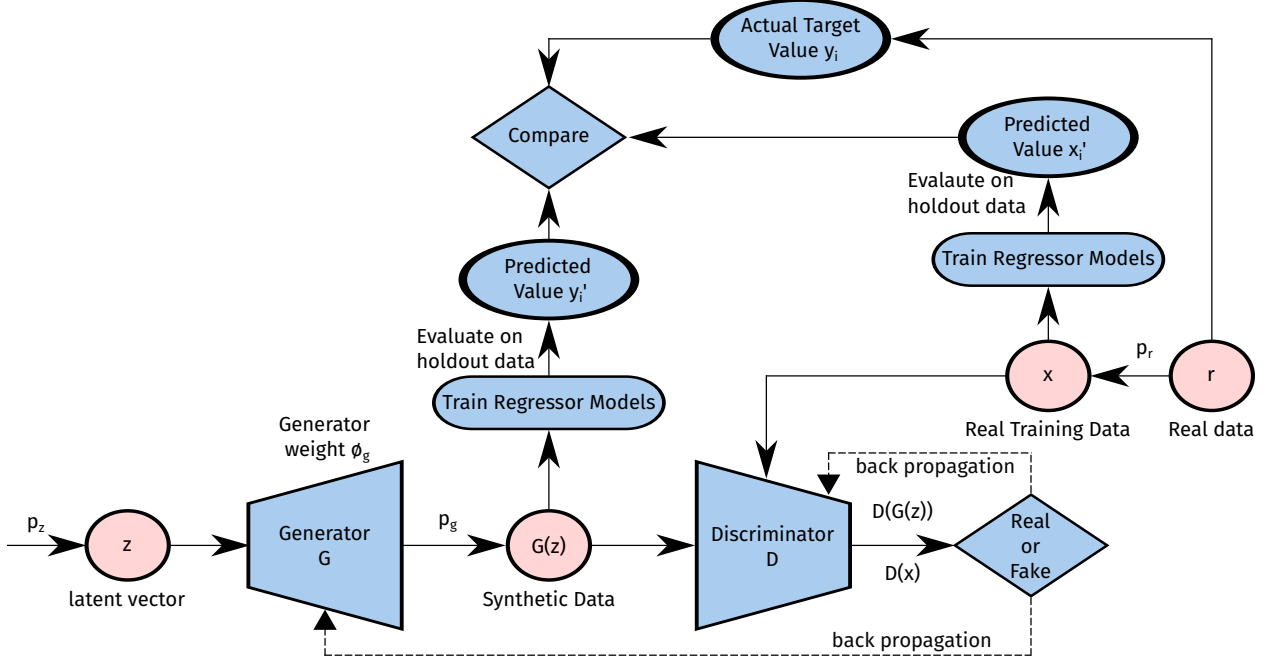 Actual Target
Value yᵢ
Compare
Predicted
Value xᵢ'
Evalaute on
holdout data
Train Regressor Models
Predicted
Value yᵢ'
Evaluate on
holdout data
Train Regressor Models
pᵣ
x
r
Real Training Data
Real data
Generator
weight ϕg
back propagation
pz
z
latent vector
Generator
G
pg
G(z)
Synthetic Data
Discriminator
D
D(G(z))
D(x)
Real
or
Fake
back propagation